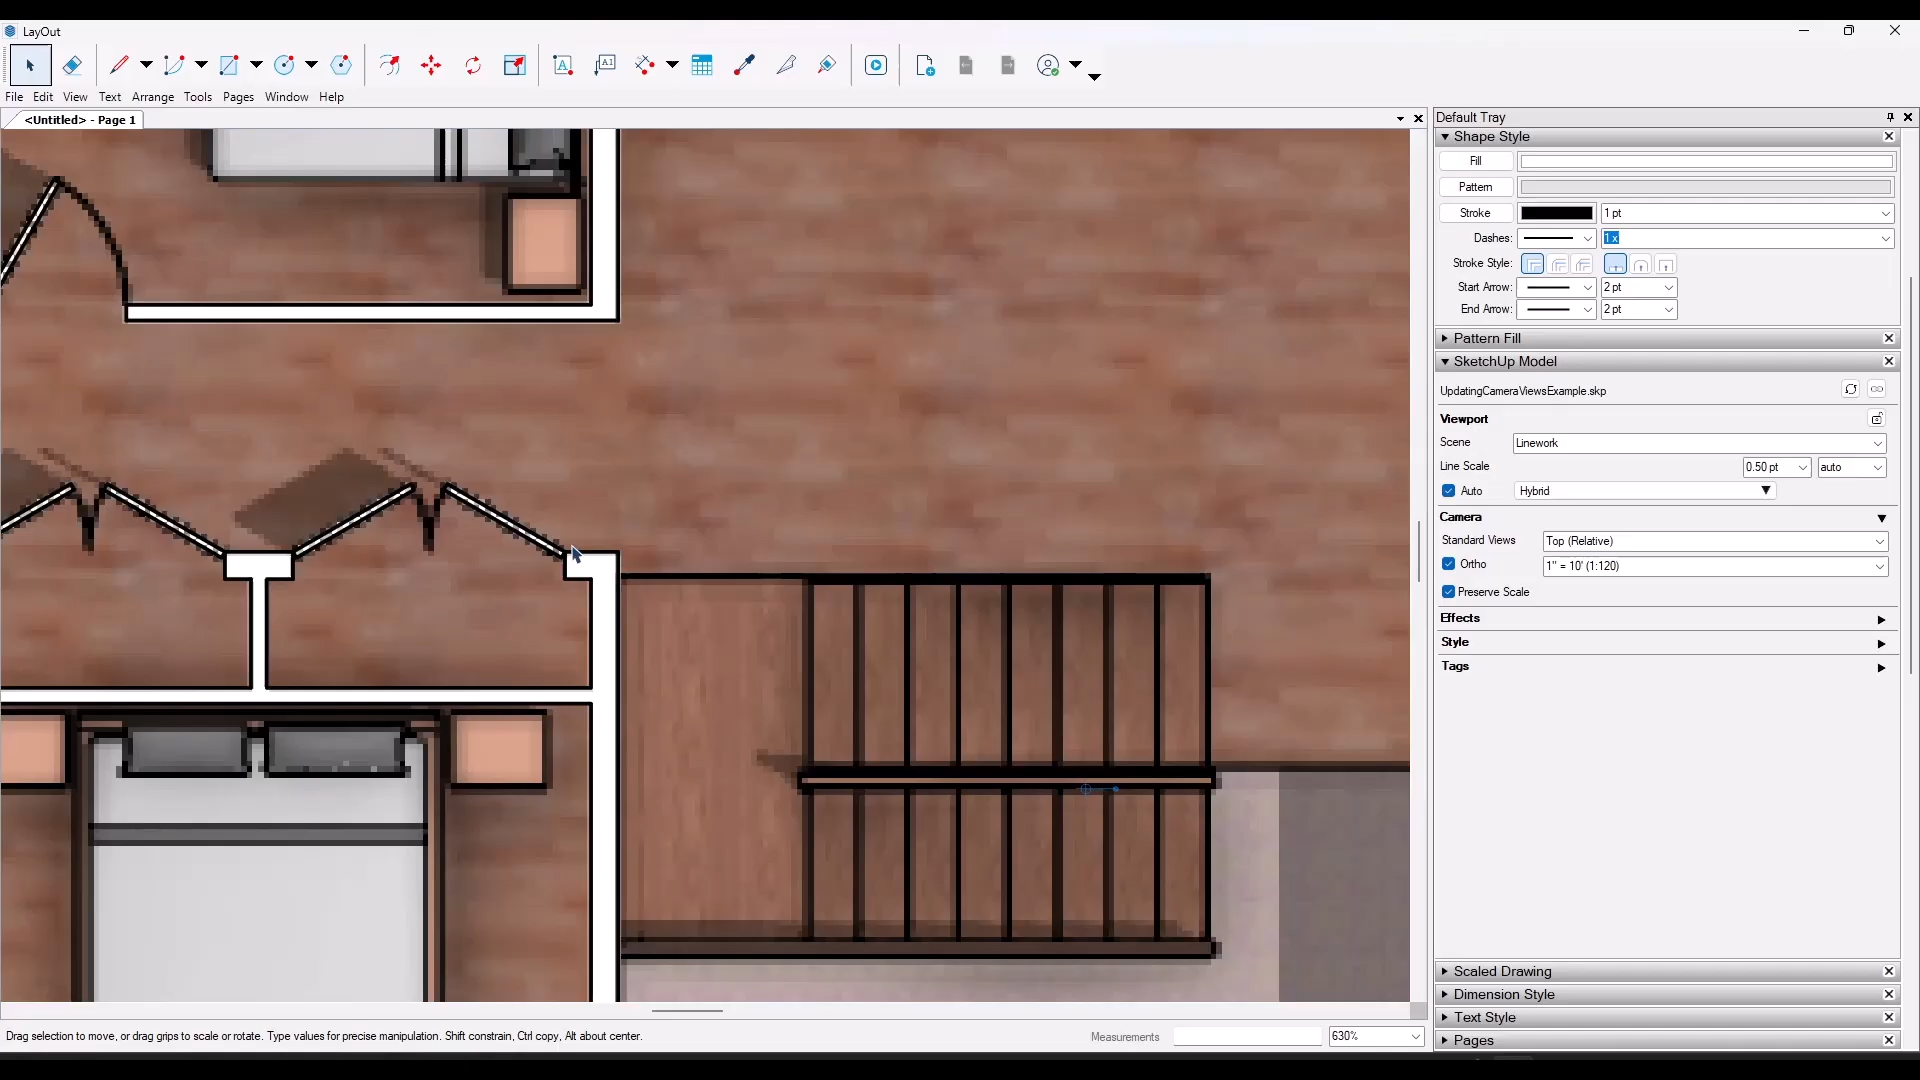 LayOut
File Edit View Text Arrange Tools Pages Window Help
<Untitled> - Page 1
Default Tray
Shape Style
Fill
Pattern
Stroke 1 pt
Dashes: 1 x
Stroke Style:
Start Arrow: 2 pt
End Arrow: 2 pt
Pattern Fill
SketchUp Model
UpdatingCameraViewsExample.skp
Viewport
Scene Linework
Line Scale 0.50 pt auto
Auto Hybrid
Camera
Standard Views Top (Relative)
Ortho 1" = 10' (1:120)
Preserve Scale
Effects
Style
Tags
Scaled Drawing
Dimension Style
Text Style
Pages
Drag selection to move, or drag grips to scale or rotate. Type values for precise manipulation. Shift constrain, Ctrl copy, Alt about center.
Measurements 630%